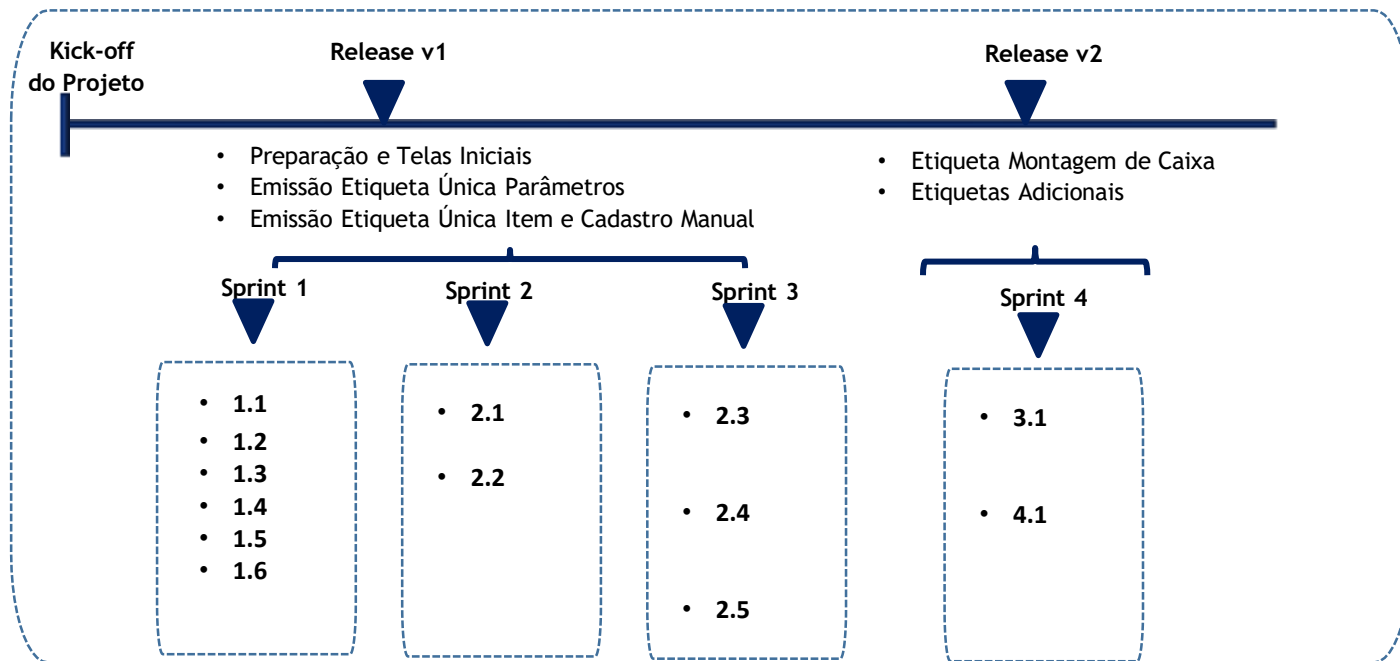 Kick-off
do Projeto
Release v1
Release v2
• Preparação e Telas Iniciais
• Emissão Etiqueta Única Parâmetros
• Emissão Etiqueta Única Item e Cadastro Manual
• Etiqueta Montagem de Caixa
• Etiquetas Adicionais
Sprint 1
• 1.1
• 1.2
• 1.3
• 1.4
• 1.5
• 1.6
Sprint 2
• 2.1
• 2.2
Sprint 3
• 2.3
• 2.4
• 2.5
Sprint 4
• 3.1
• 4.1